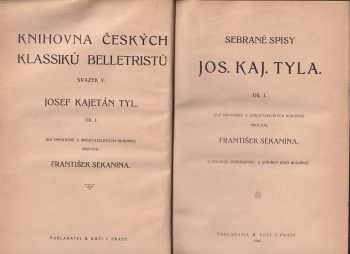 KNIHOVNA ČESKÝCH
KLASIKŮ BELLETRISTŮ
SVAZEK V.
JOSEF KAJETÁN TYL.
DÍL I.
FRANTIŠEK SEKANINA.
NAKLADATEL B. KOČÍ V PRAZE
SEBRANÉ SPISY
JOS. KAJ. TYLA.
DÍL I.
FRANTIŠEK SEKANINA.
NAKLADATEL B. KOČÍ V PRAZE